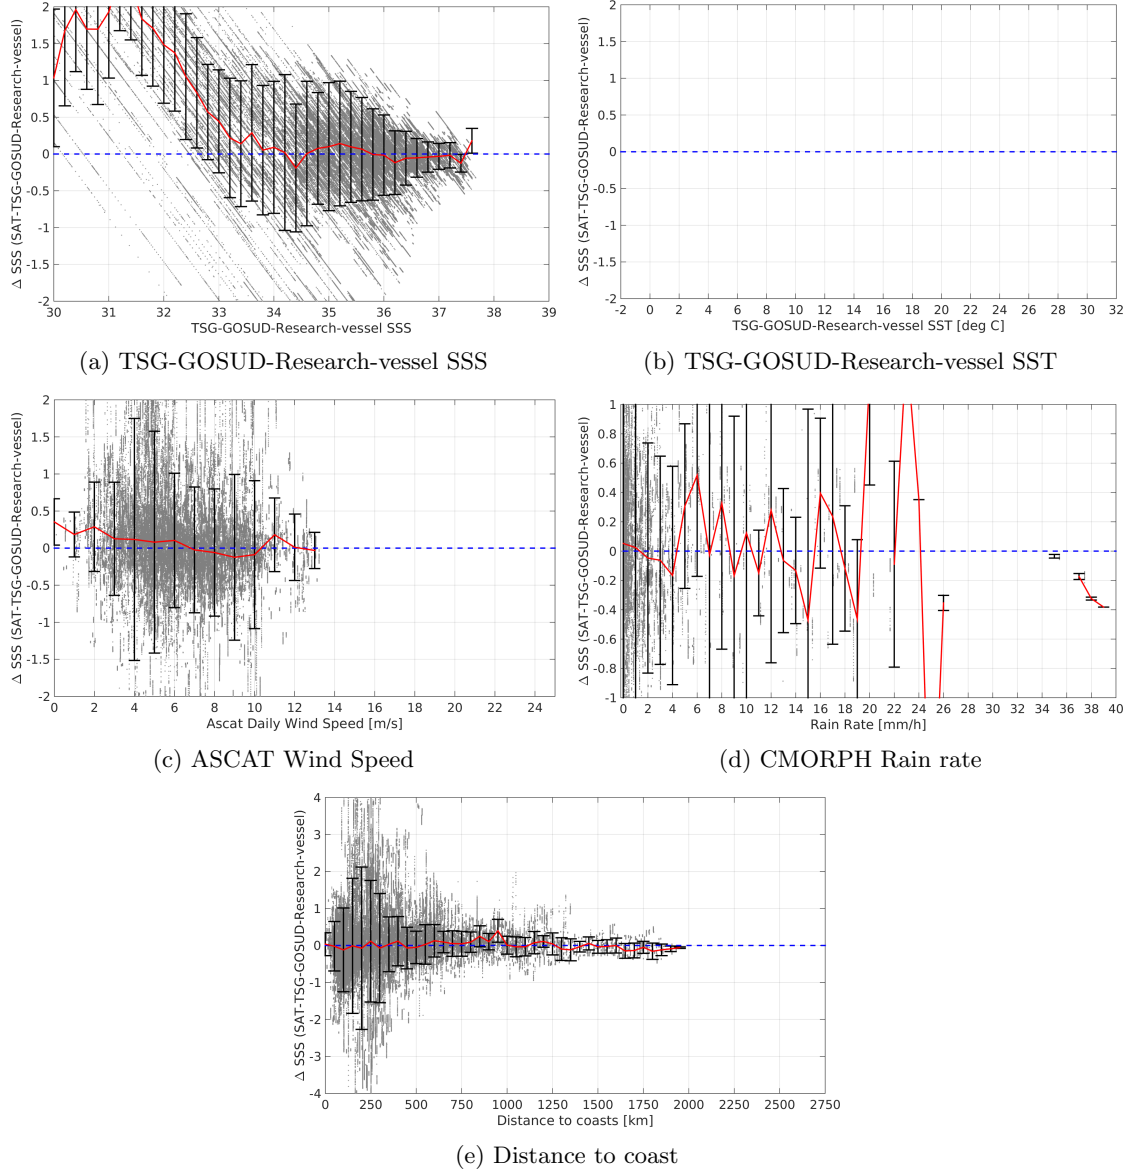 2
1.5
1
0.5
0
-0.5
-1
-1.5
-2
Δ SSS (SAT-TSG-GOSUD-Research-vessel)
30 31 32 33 34 35 36 37 38 39
TSG-GOSUD-Research-vessel SSS
(a) TSG-GOSUD-Research-vessel SSS
2
1.5
1
0.5
0
-0.5
-1
-1.5
-2
Δ SSS (SAT-TSG-GOSUD-Research-vessel)
-2 0 2 4 6 8 10 12 14 16 18 20 22 24 26 28 30 32
TSG-GOSUD-Research-vessel SST [deg C]
(b) TSG-GOSUD-Research-vessel SST
2
1.5
1
0.5
0
-0.5
-1
-1.5
-2
Δ SSS (SAT-TSG-GOSUD-Research-vessel)
0 2 4 6 8 10 12 14 16 18 20 22 24
Ascat Daily Wind Speed [m/s]
(c) ASCAT Wind Speed
1
0.8
0.6
0.4
0.2
0
-0.2
-0.4
-0.6
-0.8
-1
Δ SSS (SAT-TSG-GOSUD-Research-vessel)
0 2 4 6 8 10 12 14 16 18 20 22 24 26 28 30 32 34 36 38 40
Rain Rate [mm/h]
(d) CMORPH Rain rate
4
3
2
1
0
-1
-2
-3
-4
Δ SSS (SAT-TSG-GOSUD-Research-vessel)
0 250 500 750 1000 1250 1500 1750 2000 2250 2500 2750
Distance to coasts [km]
(e) Distance to coast